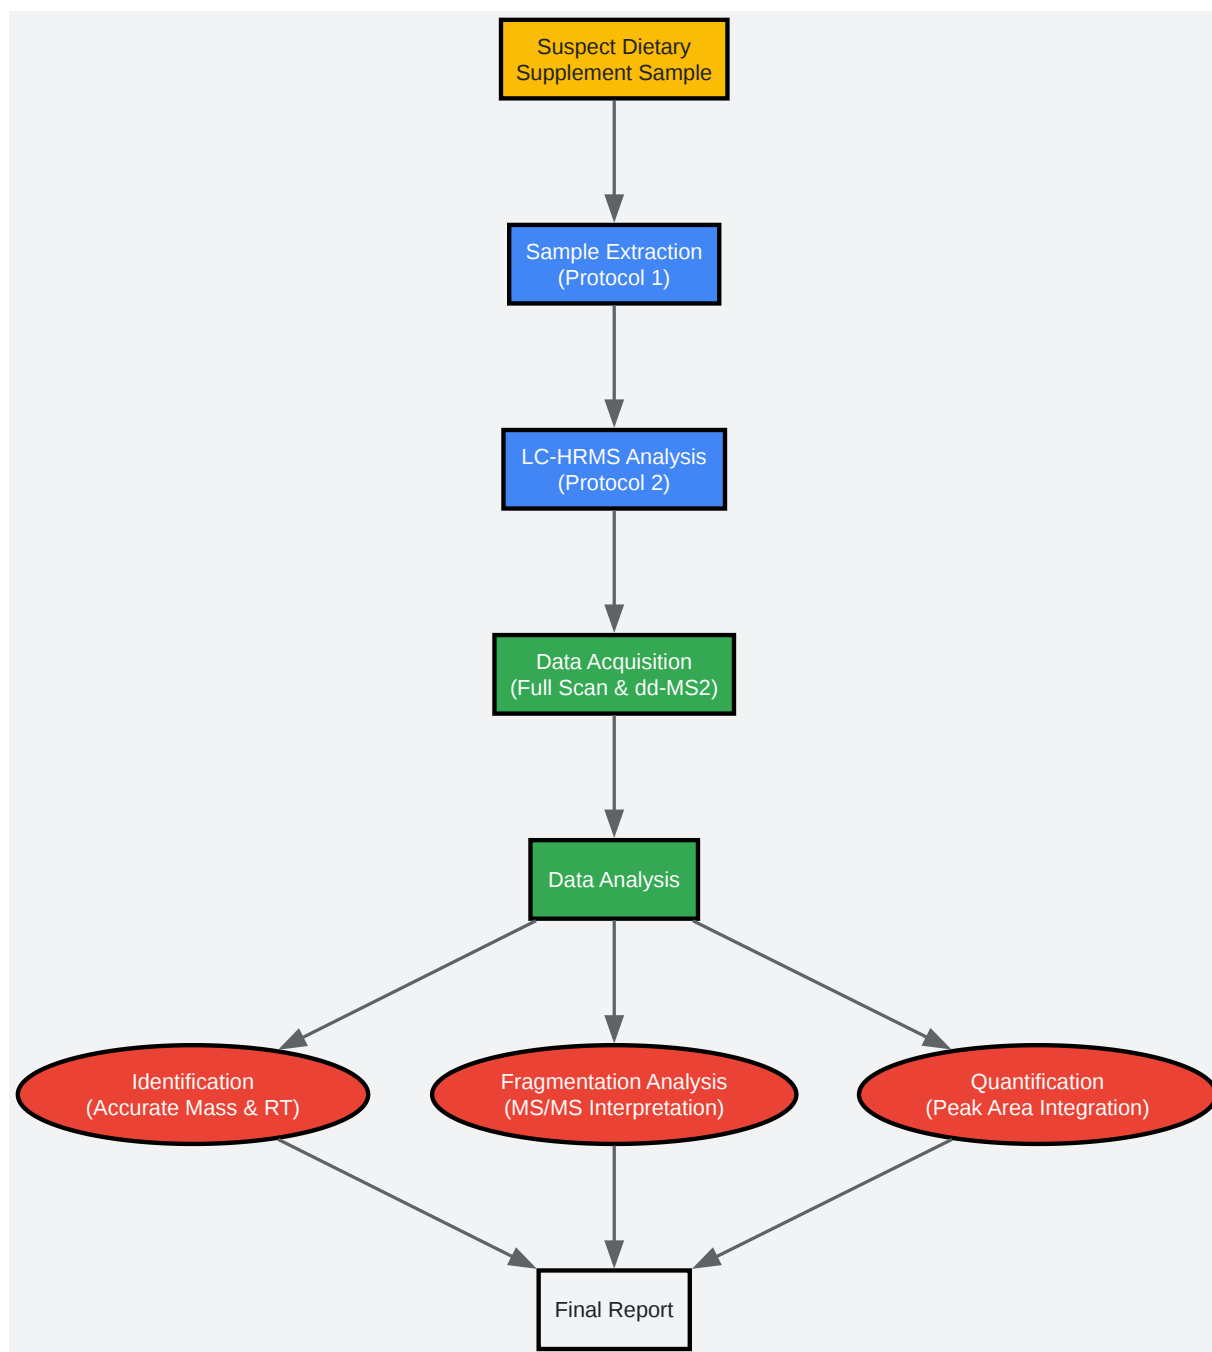 Suspect Dietary
Supplement Sample
Sample Extraction
(Protocol 1)
LC-HRMS Analysis
(Protocol 2)
Data Acquisition
(Full Scan & dd-MS2)
Data Analysis
Identification
(Accurate Mass & RT)
Fragmentation Analysis
(MS/MS Interpretation)
Quantification
(Peak Area Integration)
Final Report